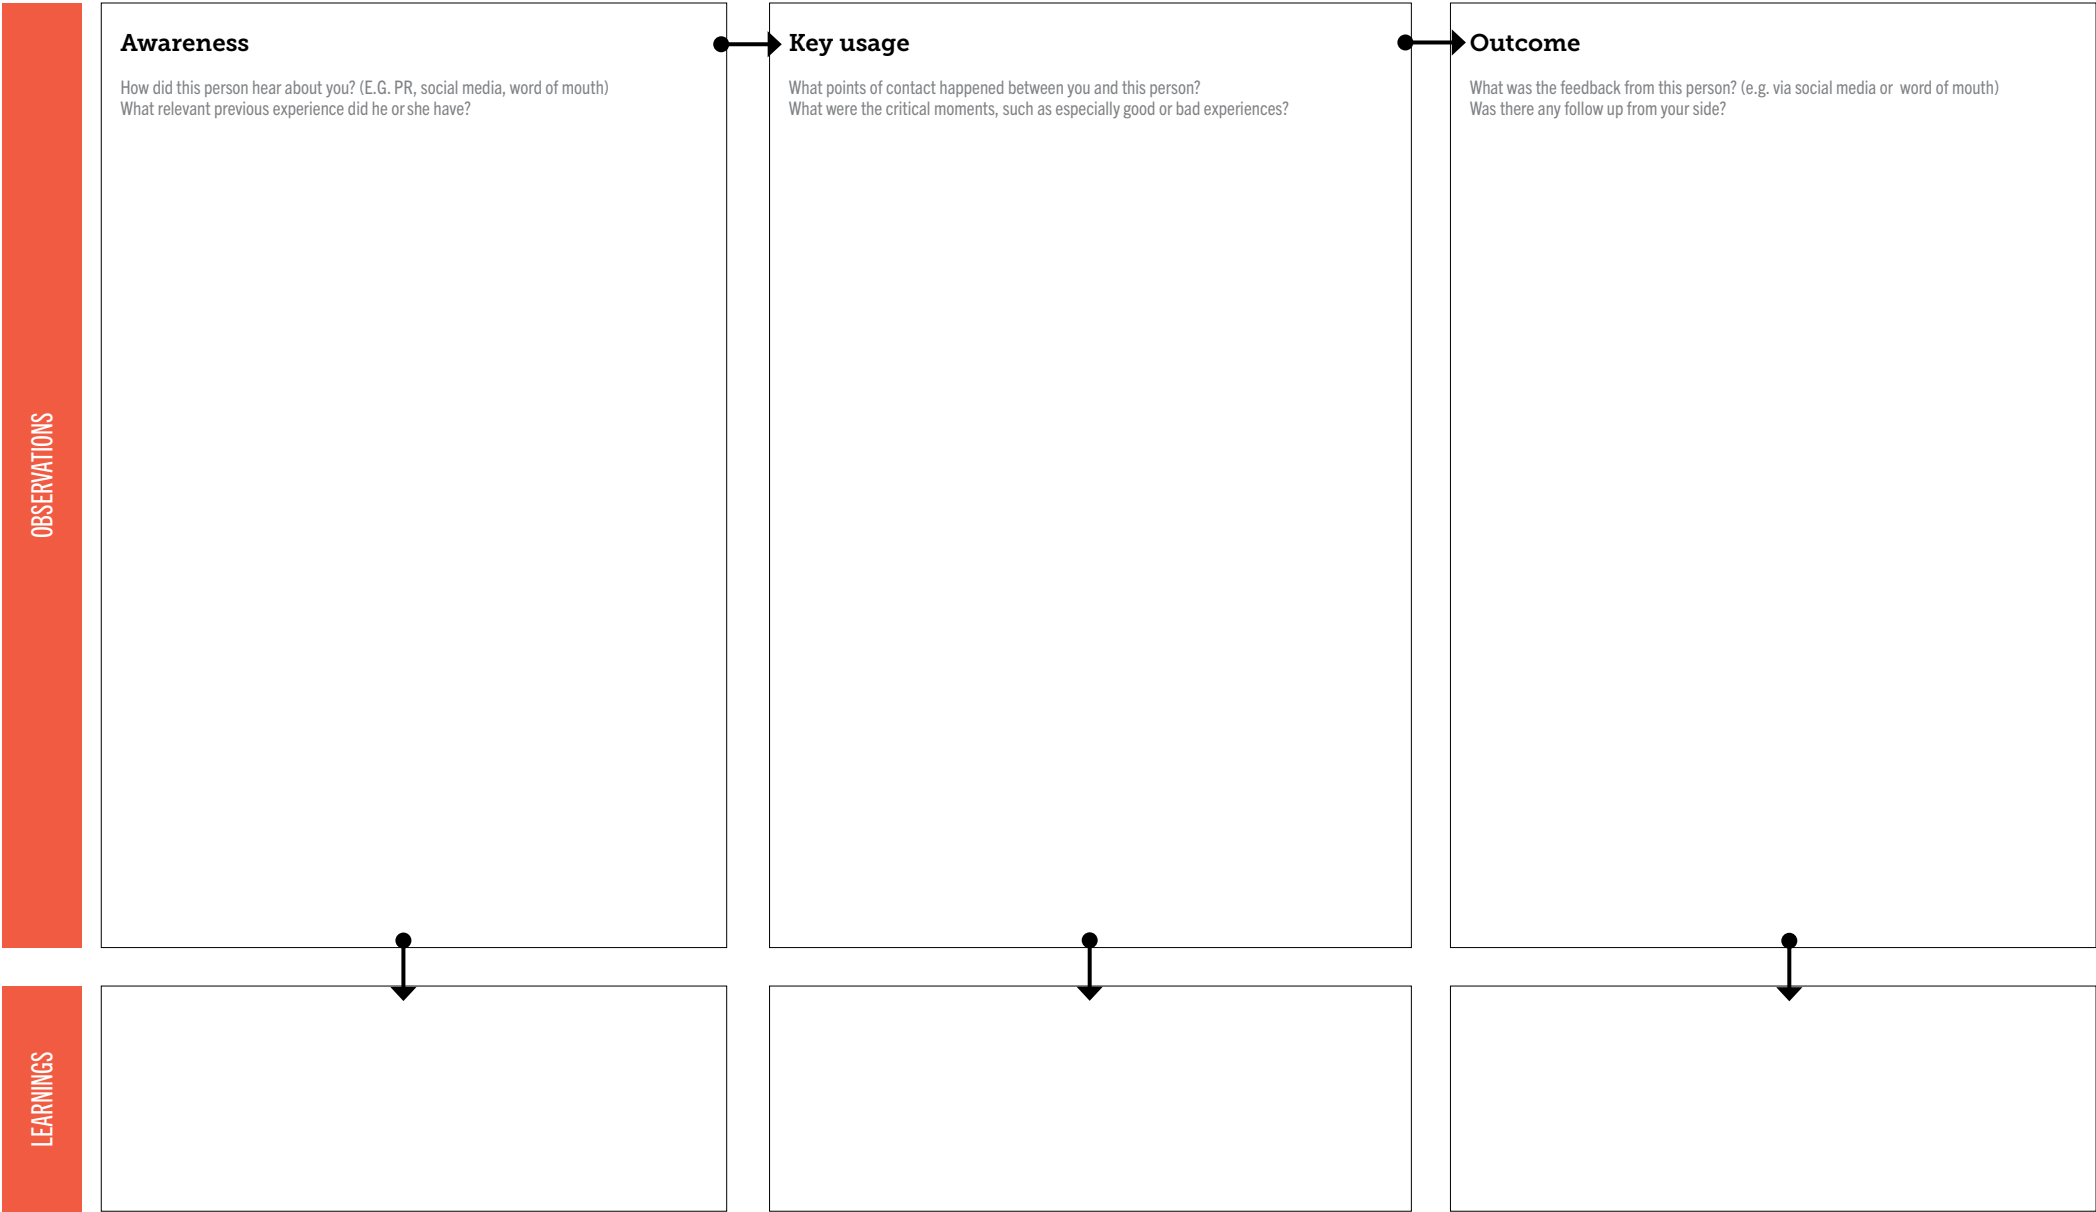 OBSERVATIONS
Awareness
How did this person hear about you? (E.G. PR, social media, word of mouth)
What relevant previous experience did he or she have?
Key usage
What points of contact happened between you and this person?
What were the critical moments, such as especially good or bad experiences?
Outcome
What was the feedback from this person? (e.g. via social media or word of mouth)
Was there any follow up from your side?
LEARNINGS